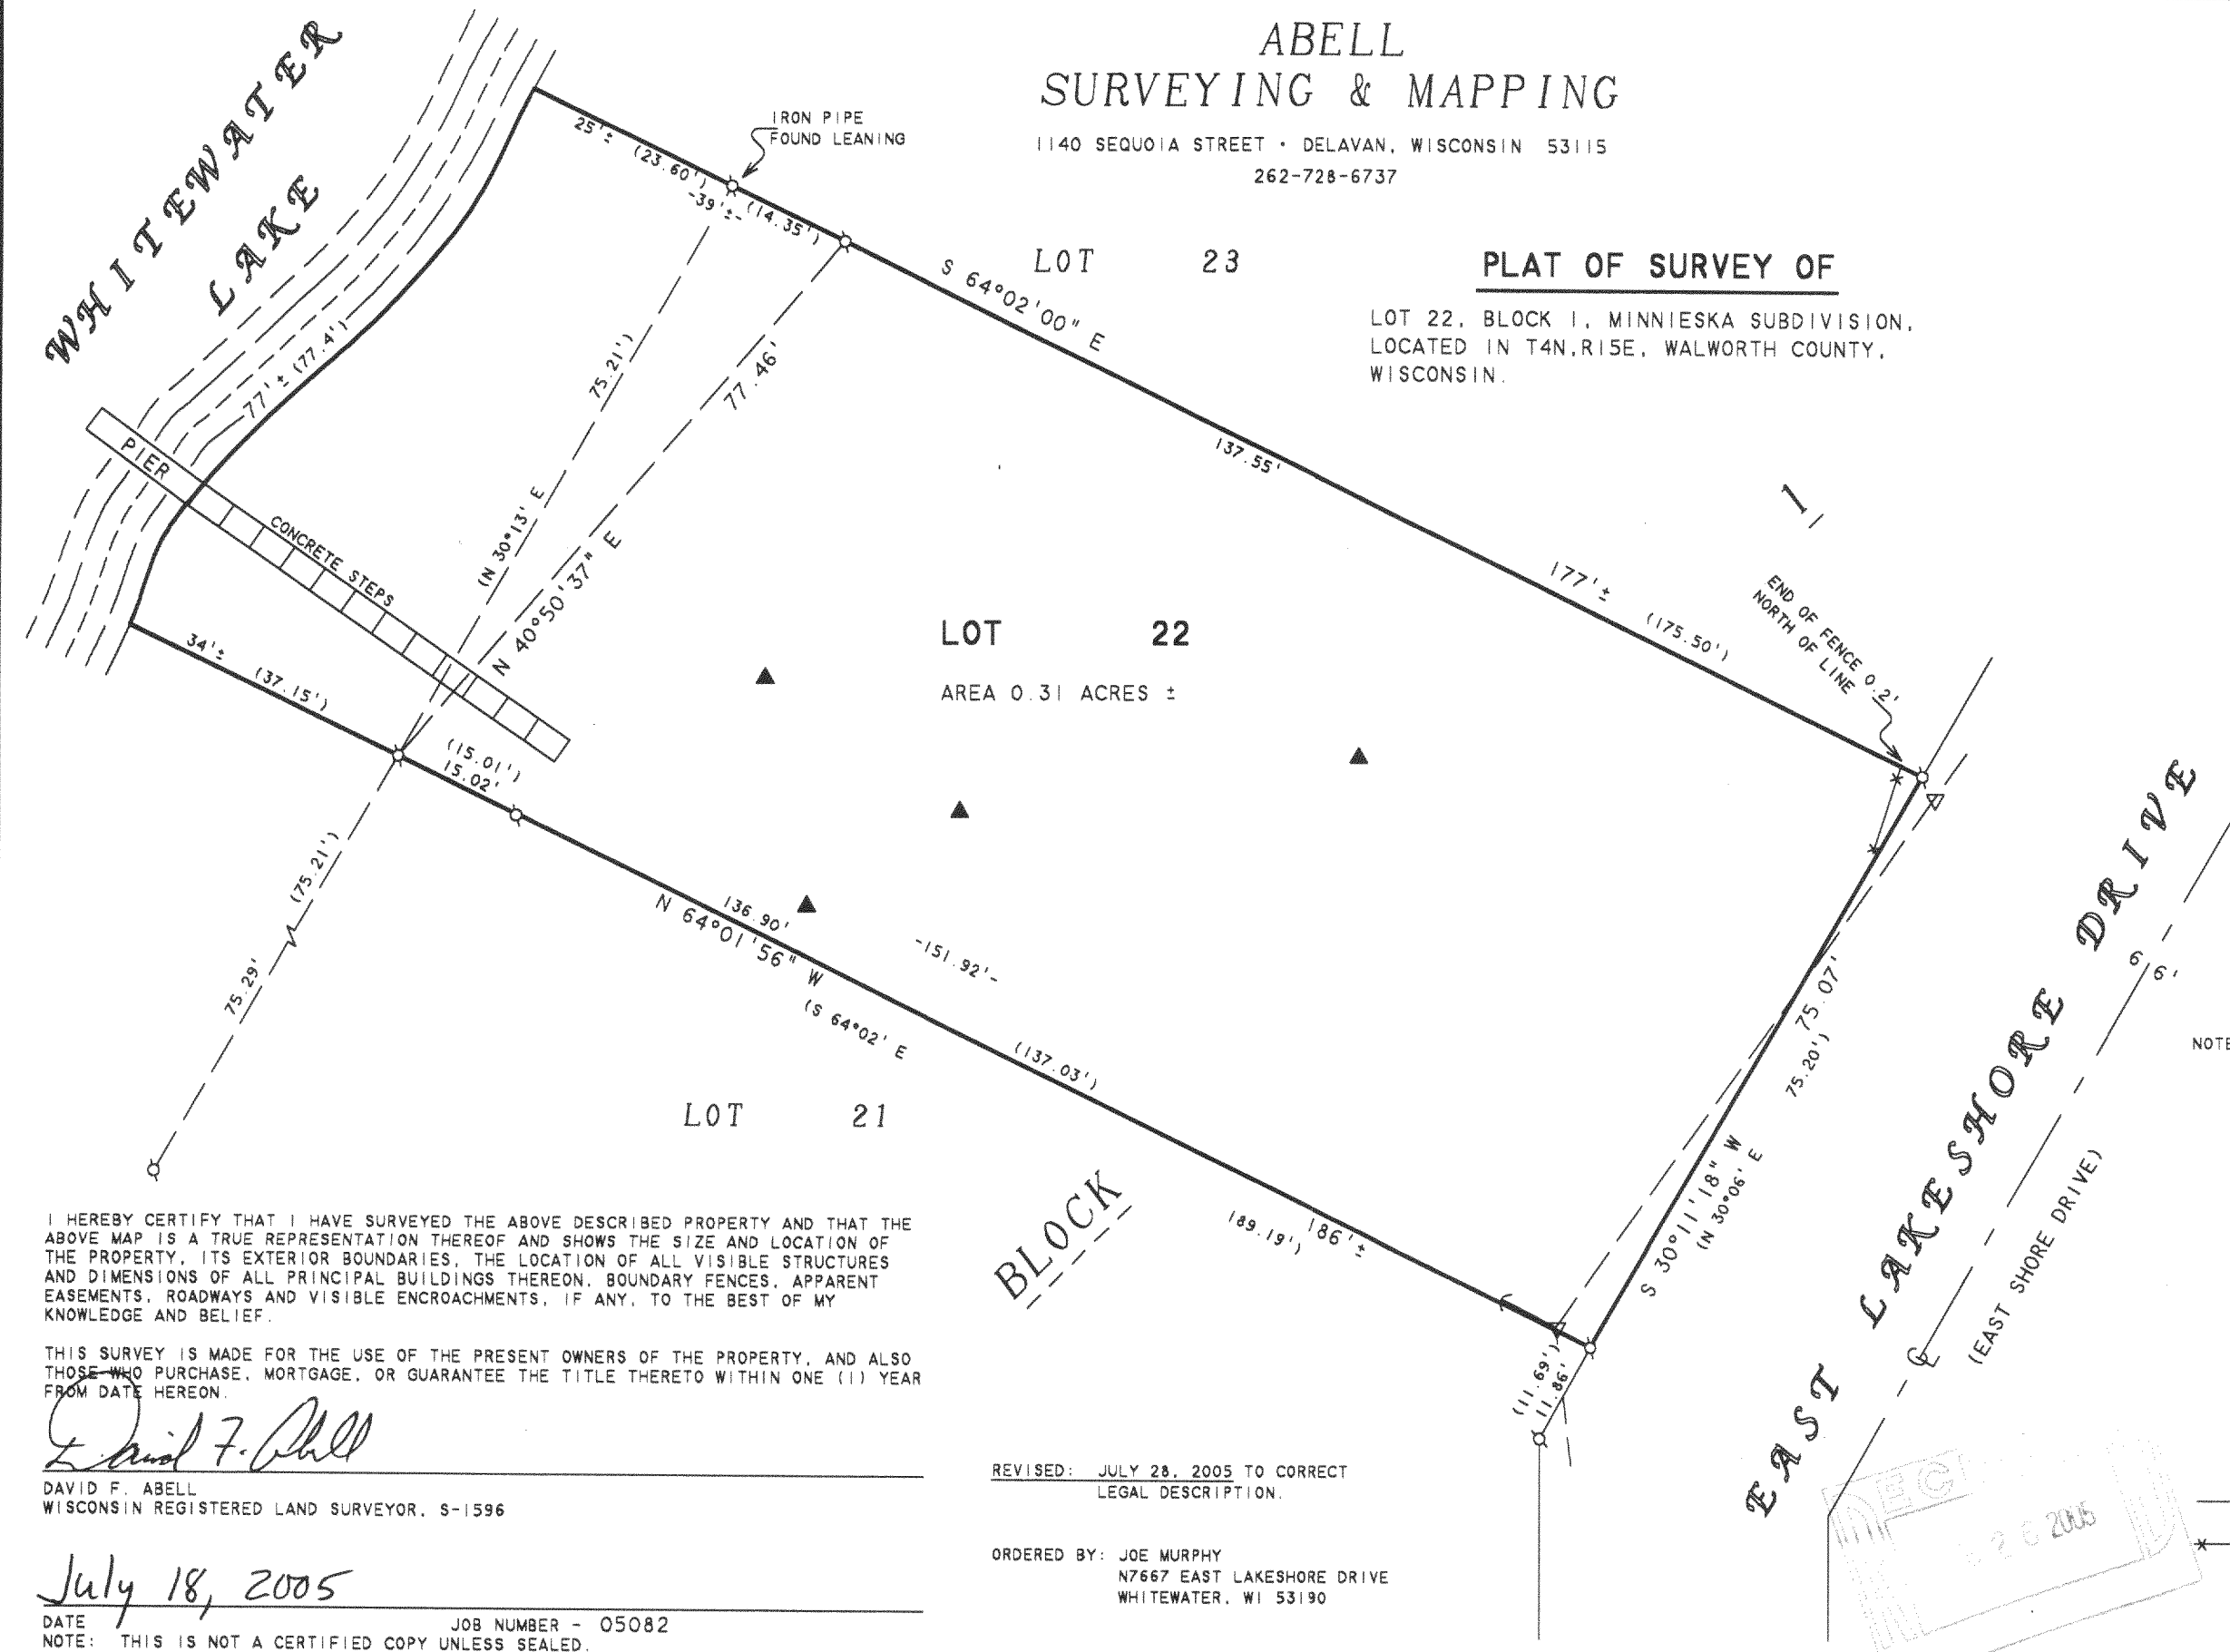 ABELL
SURVEYING & MAPPING
1140 SEQUOIA STREET • DELAVAN, WISCONSIN 53115
262-728-6737
PLAT OF SURVEY OF
LOT 22, BLOCK 1, MINNIESKA SUBDIVISION,
LOCATED IN T4N,R15E, WALWORTH COUNTY,
WISCONSIN.
WHITEWATER
LAKE
IRON PIPE
FOUND LEANING
25'±
(23.60')
-39'±-
(14.35')
LOT 23
S 64°02'00" E
137.55'
177'±
(175.50')
1
END OF FENCE 0.2'
NORTH OF LINE
77'± (77.4')
75.21')
77.46'
(N 30°13' E
N 40°50'37" E
PIER
CONCRETE STEPS
34'±
(37.15')
(15.01')
15.02'
LOT 22
AREA 0.31 ACRES ±
(75.21')
75.29'
136.90'
N 64°01'56" W
-151.92'-
(S 64°02' E
(137.03')
189.19')
186'±
LOT 21
BLOCK
75.07'
75.20')
S 30°11'18" W
(N 30°06' E
(11.69')
11.86'
EAST LAKESHORE DRIVE
(EAST SHORE DRIVE)
66'
NOTE
I HEREBY CERTIFY THAT I HAVE SURVEYED THE ABOVE DESCRIBED PROPERTY AND THAT THE
ABOVE MAP IS A TRUE REPRESENTATION THEREOF AND SHOWS THE SIZE AND LOCATION OF
THE PROPERTY, ITS EXTERIOR BOUNDARIES, THE LOCATION OF ALL VISIBLE STRUCTURES
AND DIMENSIONS OF ALL PRINCIPAL BUILDINGS THEREON, BOUNDARY FENCES, APPARENT
EASEMENTS, ROADWAYS AND VISIBLE ENCROACHMENTS, IF ANY, TO THE BEST OF MY
KNOWLEDGE AND BELIEF.
THIS SURVEY IS MADE FOR THE USE OF THE PRESENT OWNERS OF THE PROPERTY, AND ALSO
THOSE WHO PURCHASE, MORTGAGE, OR GUARANTEE THE TITLE THERETO WITHIN ONE (1) YEAR
FROM DATE HEREON.
David F. Abell
DAVID F. ABELL
WISCONSIN REGISTERED LAND SURVEYOR, S-1596
July 18, 2005
DATE JOB NUMBER - 05082
NOTE: THIS IS NOT A CERTIFIED COPY UNLESS SEALED.
REVISED: JULY 28, 2005 TO CORRECT
LEGAL DESCRIPTION.
ORDERED BY: JOE MURPHY
N7667 EAST LAKESHORE DRIVE
WHITEWATER, WI 53190
2005